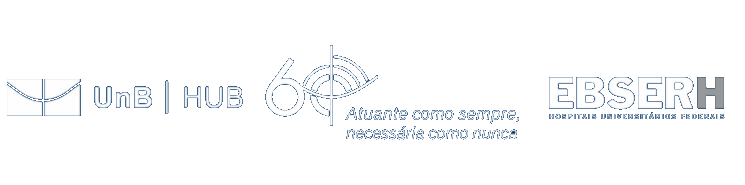 UnB | HUB
60
Atuante como sempre,
necessária como nunca
EBSERH
HOSPITAIS UNIVERSITÁRIOS FEDERAIS